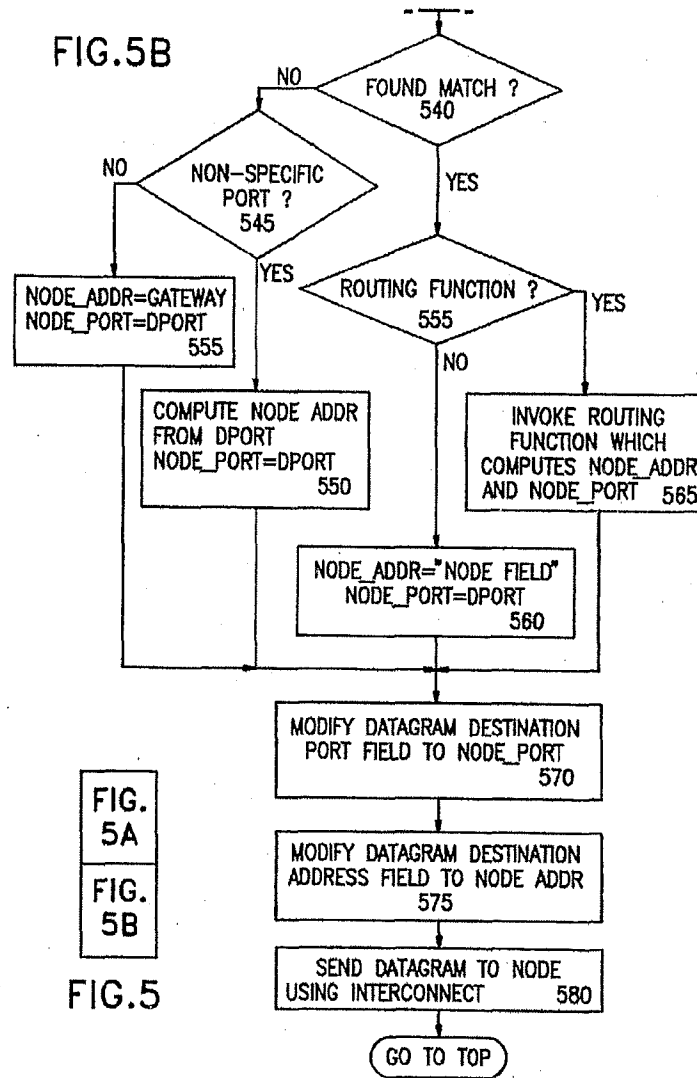 FIG.5B
FOUND MATCH ?
540
NO
YES
NON-SPECIFIC
PORT ?
545
NO
YES
ROUTING FUNCTION ?
555
YES
NO
NODE_ADDR=GATEWAY
NODE_PORT=DPORT
555
COMPUTE NODE ADDR
FROM DPORT
NODE_PORT=DPORT
550
INVOKE ROUTING
FUNCTION WHICH
COMPUTES NODE_ADDR
AND NODE_PORT 565
NODE_ADDR="NODE FIELD"
NODE_PORT=DPORT
560
MODIFY DATAGRAM DESTINATION
PORT FIELD TO NODE_PORT
570
MODIFY DATAGRAM DESTINATION
ADDRESS FIELD TO NODE ADDR
575
SEND DATAGRAM TO NODE
USING INTERCONNECT 580
GO TO TOP
FIG.
5A
FIG.
5B
FIG.5